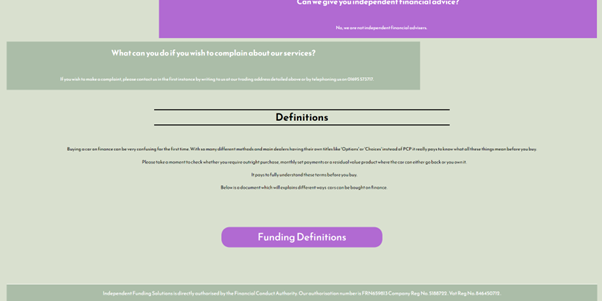 Can we give you independent financial advice?
No, we are not independent financial advisers.
What can you do if you wish to complain about our services?
If you wish to make a complaint, please contact us in the first instance by writing to us at our trading address detailed above or by telephoning us on
Definitions
Buying a car on finance can be very confusing for the first time. With so many different methods and main dealers having their own titles like 'Options' or 'Choices' instead of PCP it really pays to know what all these things mean before you buy.
Please take a moment to check whether you require outright purchase, monthly set payments or a residual value product where the car can either go back or you own it
It pays to fully understand these terms before you buy.
Below is a document which will explains different ways cars can be bought on finance.
Funding Definitions
Independent Funding Solutions is directly authorised by the Financial Conduct Authority. Our authorisation number is Company Reg No. Vat Reg No.